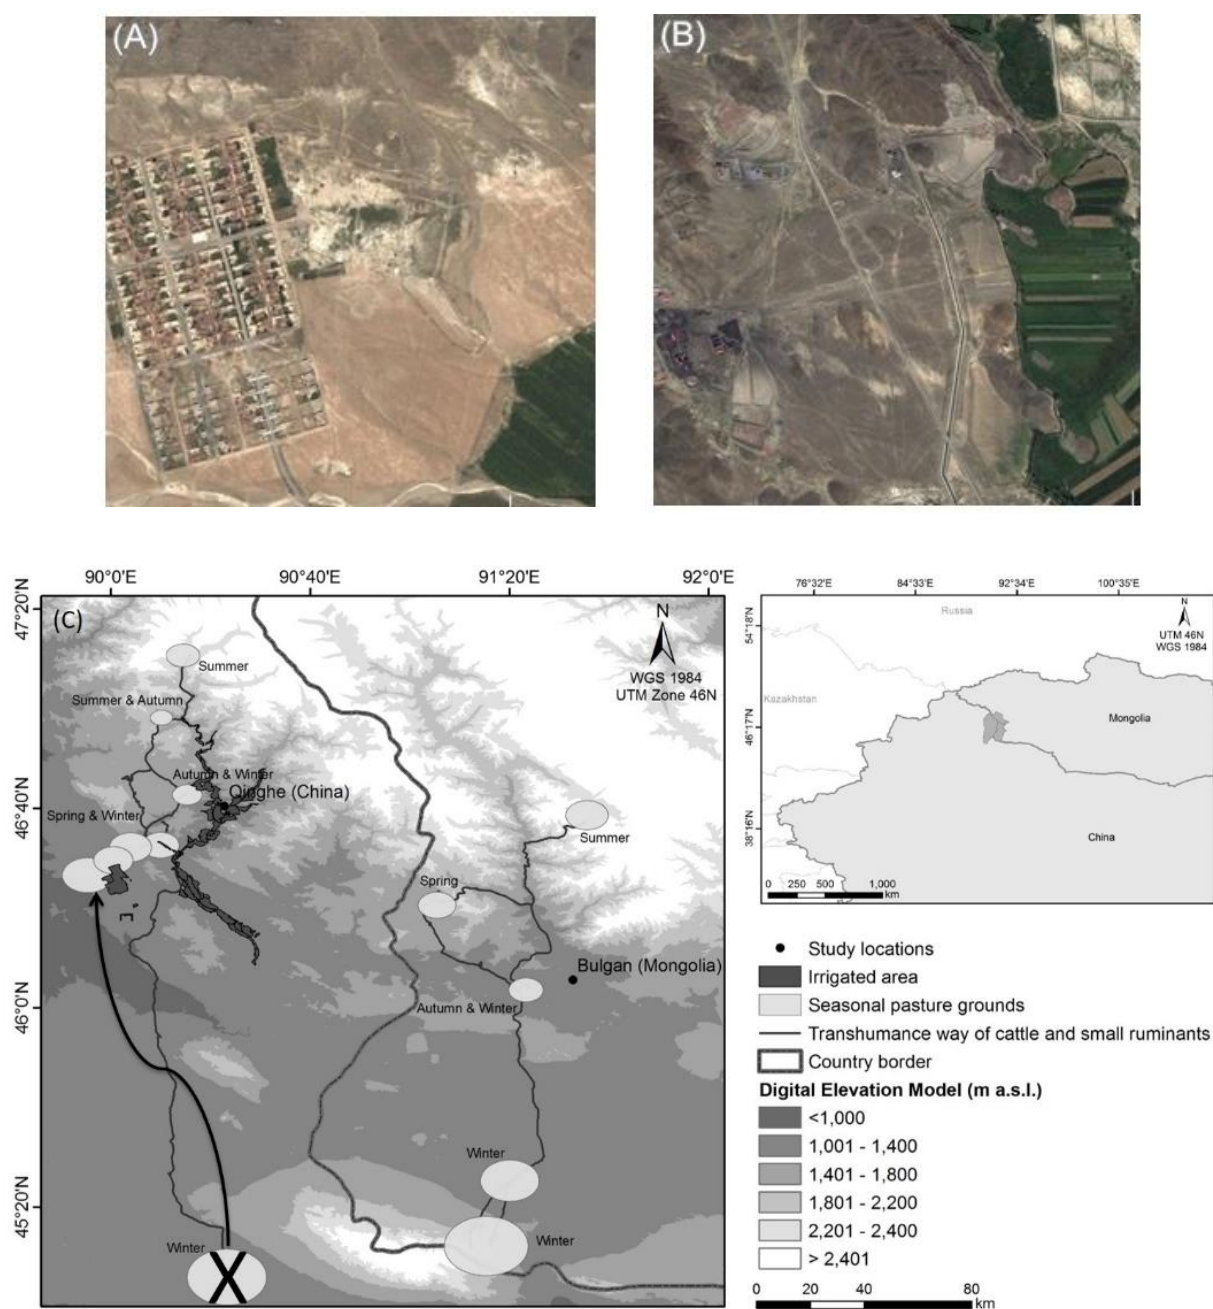 (A)
(B)
90°0'E
90°40'E
91°20'E
92°0'E
47°20'N
46°40'N
46°0'N
45°20'N
(C)
N
WGS 1984
UTM Zone 46N
Summer
Summer & Autumn
Autumn & Winter
Qinghe (China)
Spring & Winter
Summer
Spring
Bulgan (Mongolia)
Autumn & Winter
Winter
Winter
Winter
X
76°32'E
84°33'E
92°34'E
100°35'E
54°18'N
46°17'N
38°16'N
Russia
N
UTM 46N
WGS 1984
Kazakhstan
Mongolia
China
0 250 500 1,000
km
Study locations
Irrigated area
Seasonal pasture grounds
Transhumance way of cattle and small ruminants
Country border
Digital Elevation Model (m a.s.l.)
<1,000
1,001 - 1,400
1,401 - 1,800
1,801 - 2,200
2,201 - 2,400
> 2,401
0 20 40 80
km